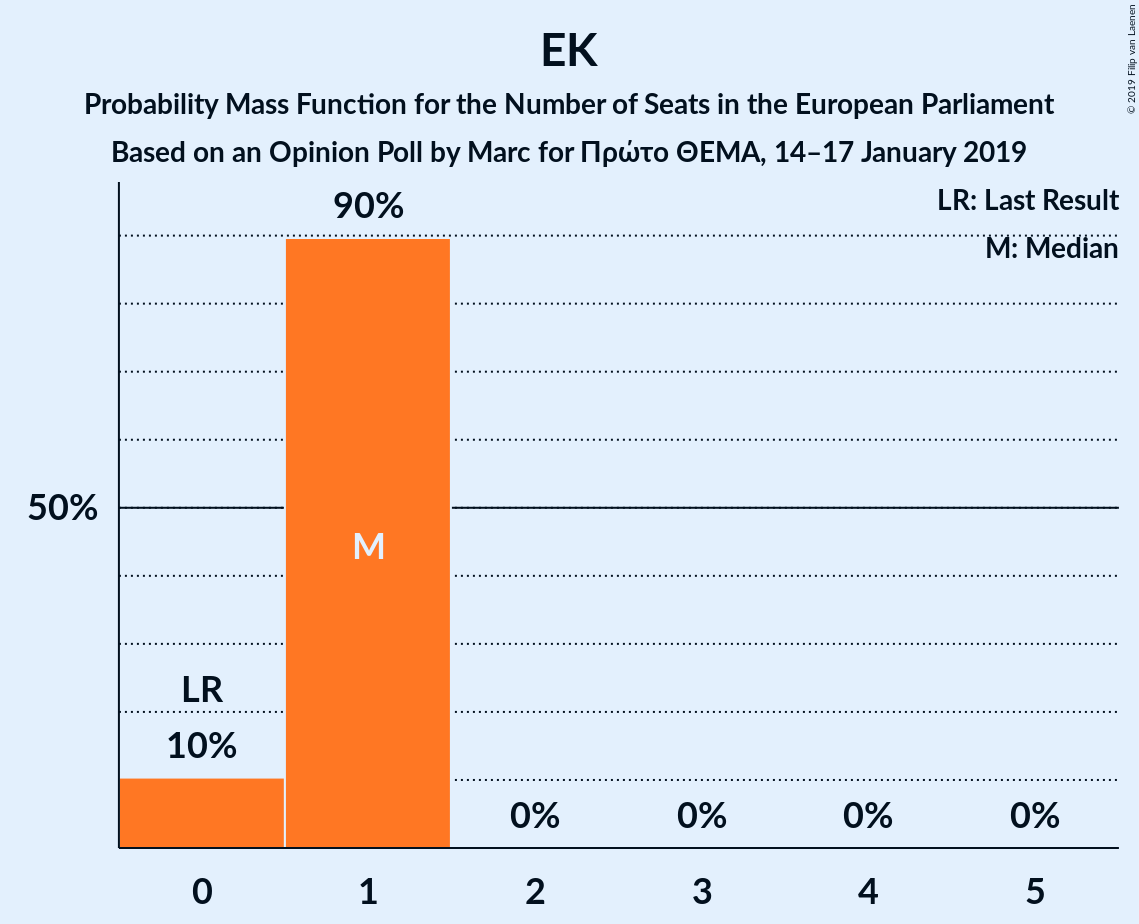 EK
Probability Mass Function for the Number of Seats in the European Parliament
Based on an Opinion Poll by Marc for Πρώτο ΘΕΜΑ, 14–17 January 2019
© 2019 Filip van Laenen
LR: Last Result
M: Median
90%
50%
M
LR
10%
0% 0% 0% 0%
0 1 2 3 4 5